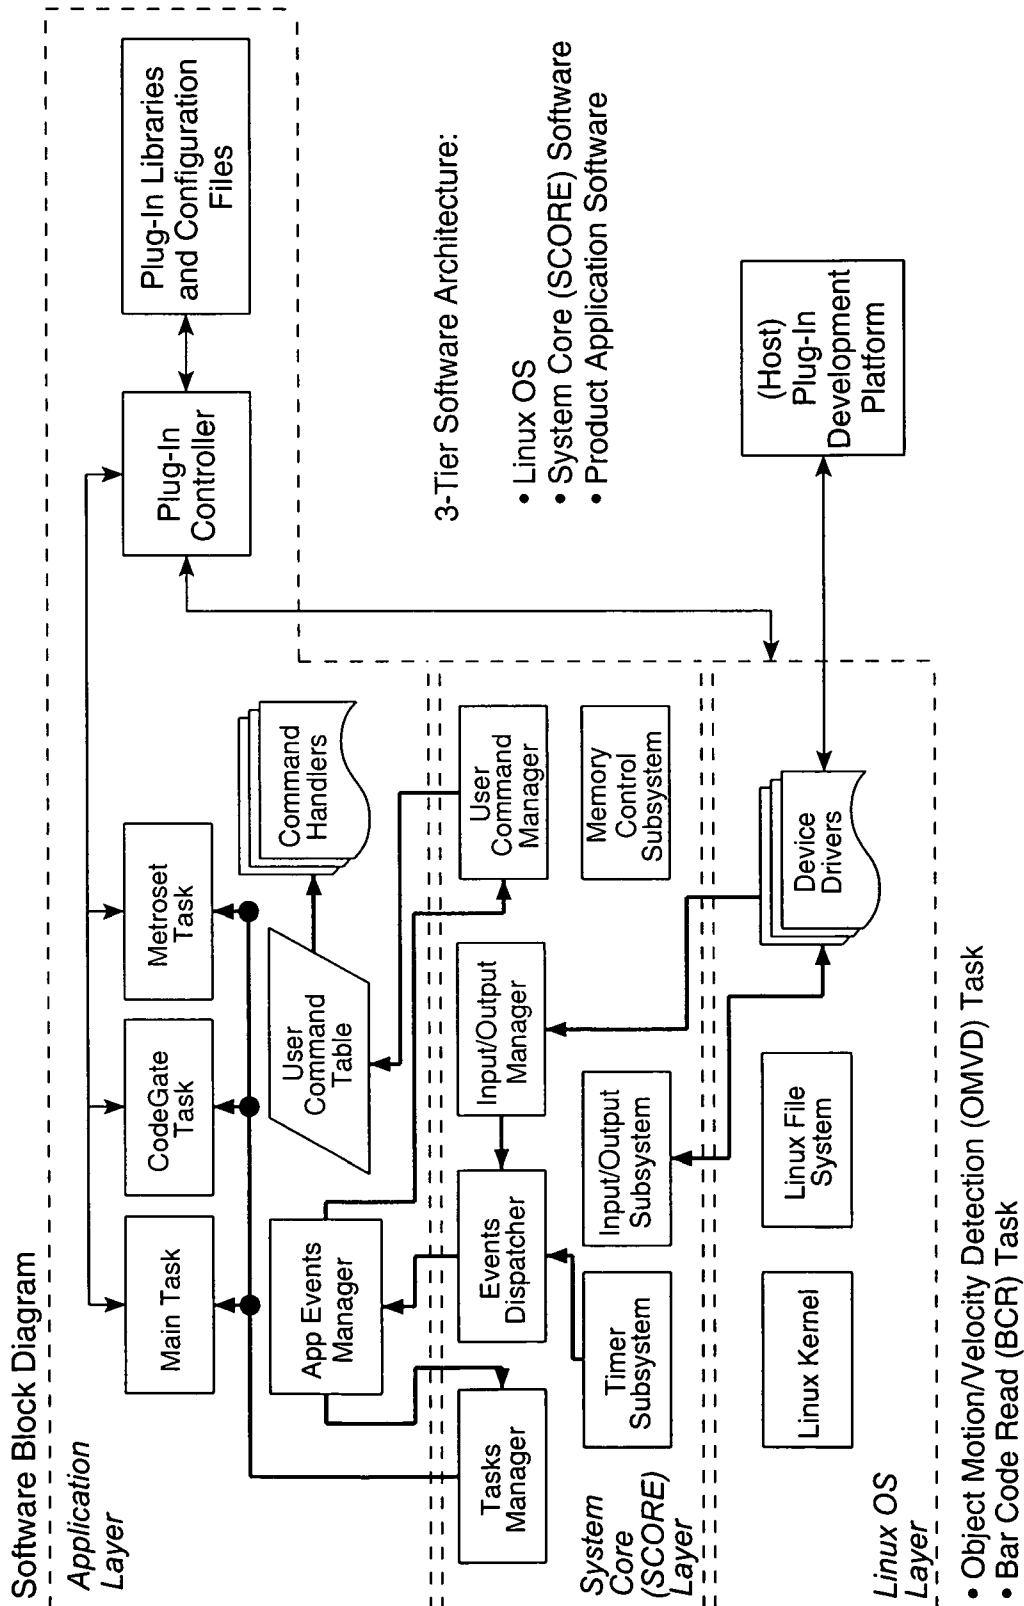 Software Block Diagram
Application
Layer
Main Task
CodeGate
Task
Metroset
Task
Plug-In
Controller
Plug-In Libraries
and Configuration
Files
App Events
Manager
User
Command
Table
Command
Handlers
3-Tier Software Architecture:
• Linux OS
• System Core (SCORE) Software
• Product Application Software
Tasks
Manager
Events
Dispatcher
Input/Output
Manager
User
Command
Manager
System
Core
(SCORE)
Layer
Timer
Subsystem
Input/Output
Subsystem
Memory
Control
Subsystem
Linux OS
Layer
Linux Kernel
Linux File
System
Device
Drivers
(Host)
Plug-In
Development
Platform
• Object Motion/Velocity Detection (OMVD) Task
• Bar Code Read (BCR) Task